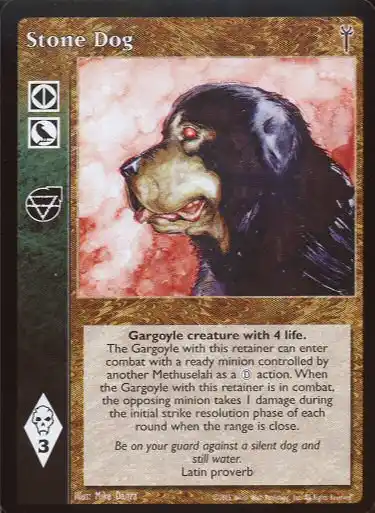 Stone Dog
Gargoyle creature with 4 life.
The Gargoyle with this retainer can enter
combat with a ready minion controlled by
another Methuselah as a Ⓓ action. When
the Gargoyle with this retainer is in combat,
the opposing minion takes 1 damage during
the initial strike resolution phase of each
round when the range is close.
Be on your guard against a silent dog and
still water.
Latin proverb
3
Illus: Mike Danza